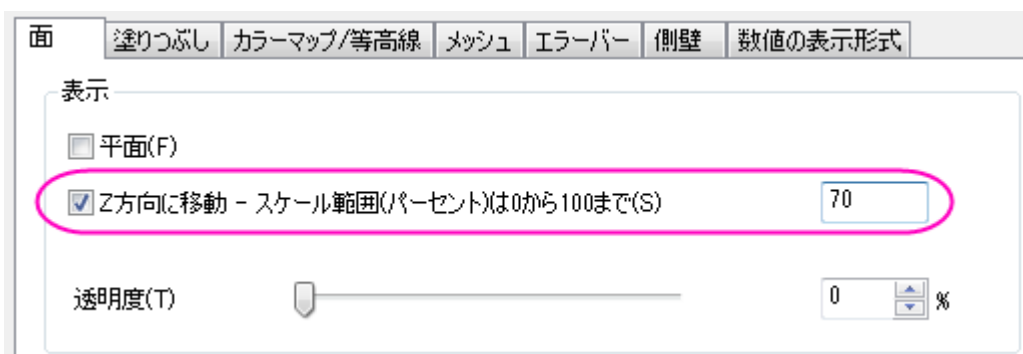 面 塗りつぶし カラーマップ/等高線 メッシュ エラーバー 側壁 数値の表示形式
表示
平面(F)
Z方向に移動 - スケール範囲(パーセント)は0から100まで(S) 70
透明度(T) 0 %